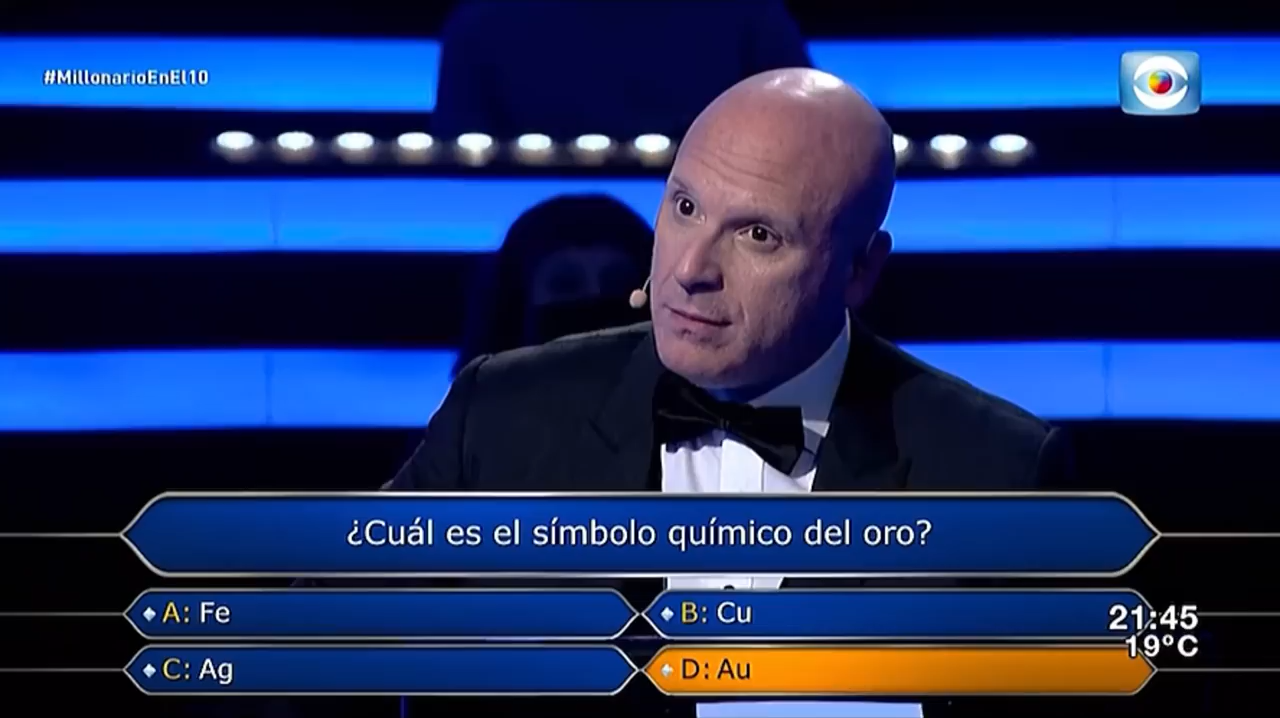 #MillonarioEnEl10
¿Cuál es el símbolo químico del oro?
A: Fe
B: Cu
C: Ag
D: Au
21:45
19°C